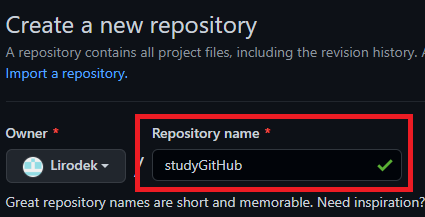 Create a new repository
A repository contains all project files, including the revision history.
Import a repository.
Owner *
Repository name *
Lirodek
/
studyGitHub
Great repository names are short and memorable. Need inspiration?